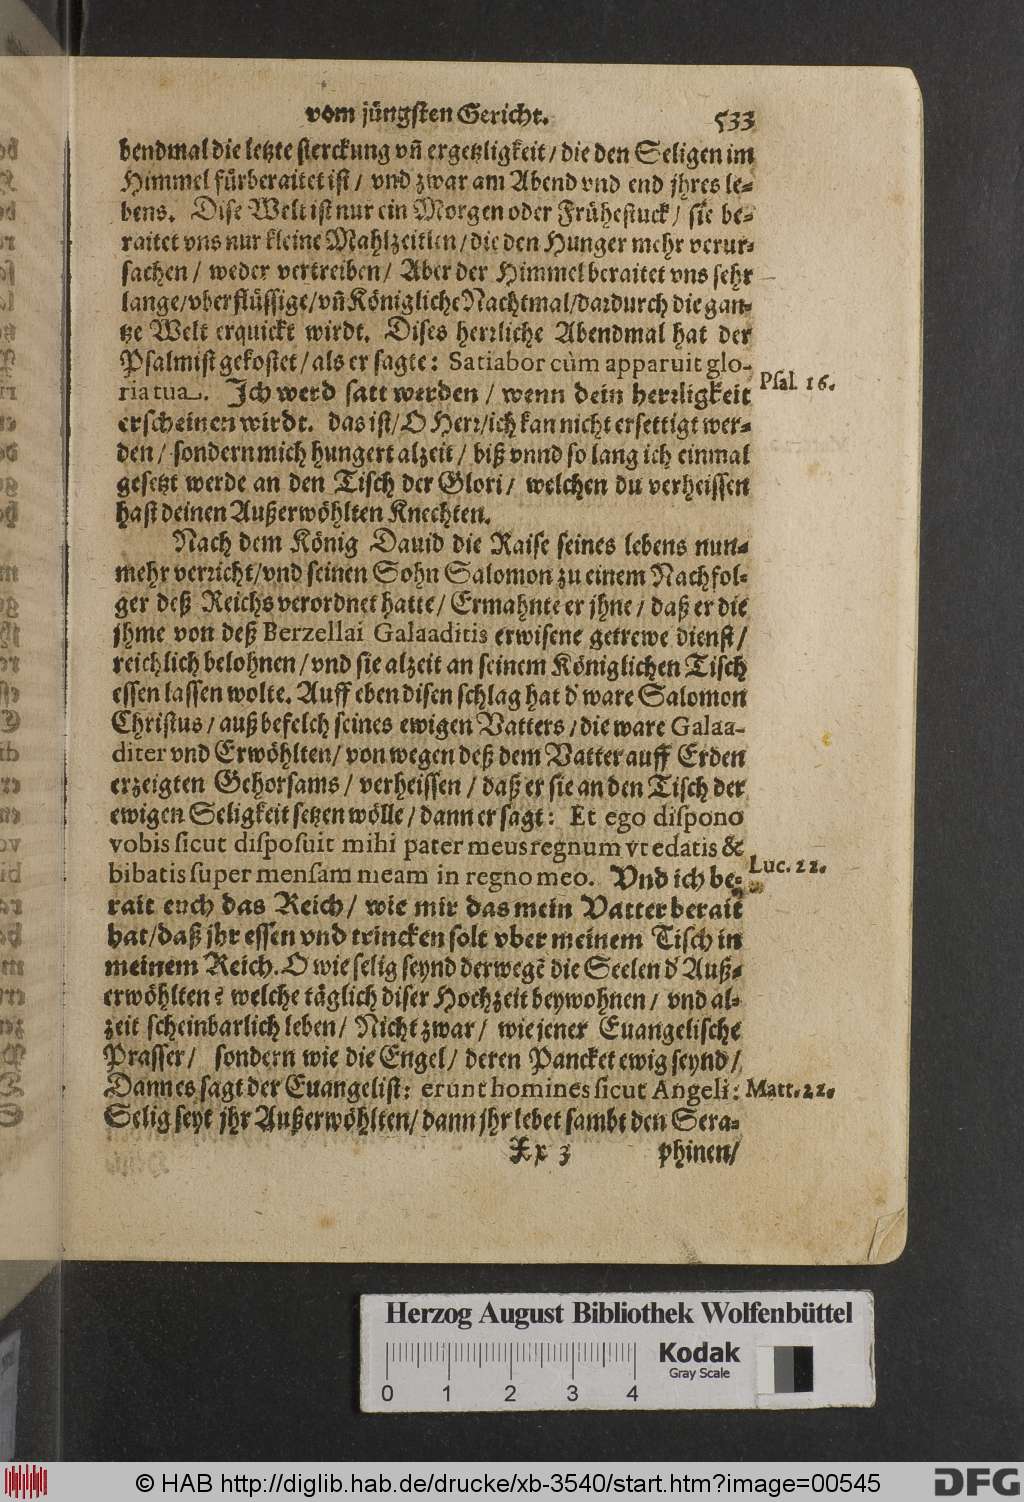 vom jüngsten Gericht. 533
bendmal die letzte sterckung vñ ergetzligkeit / die den Seligen im
Himmel fürberaitet ist / vnd zwar am Abend vnd end jhres le-
bens. Dise Welt ist nur ein Morgen oder Frühestuck / sie be-
raitet vns nur kleine Mahlzeitlen / die den Hunger mehr verur-
sachen / weder vertreiben / Aber der Himmel beraitet vns sehr
lange / vberflüssige / vñ Königliche Nachtmal / dardurch die gan-
tze Welt erquickt wirdt. Dises herrliche Abendmal hat der
Psalmist gekostet / als er sagte: Satiabor cùm apparuit glo-
ria tua. Ich werd satt werden / wenn dein herrligkeit
Psal. 16.
erscheinen wirdt. das ist / O Herr / ich kan nicht ersettigt wer-
den / sondern mich hungert alzeit / biß vnnd so lang ich einmal
gesetzt werde an den Tisch der Glori / welchen du verheissen
hast deinen Außerwöhlten Knechten.
Nach dem König Dauid die Raise seines lebens nun-
mehr verricht / vnd seinen Sohn Salomon zu einem Nachfol-
ger deß Reichs verordnet hatte / Ermahnte er jhne / daß er die
jhme von deß Berzellai Galaaditis erwisene getrewe dienst /
reichlich belohnen / vnd sie alzeit an seinem Königlichen Tisch
essen lassen wolte. Auff eben disen schlag hat d' ware Salomon
Christus / auß befelch seines ewigen Vatters / die ware Galaa-
diter vnd Erwöhlten / von wegen deß dem Vatter auff Erden
erzeigten Gehorsams / verheissen / daß er sie an den Tisch der
ewigen Seligkeit setzen wölle / dann er sagt: Et ego dispono
vobis sicut disposuit mihi pater meus regnum vt edatis &
bibatis super mensam meam in regno meo. Vnd ich be-
Luc. 22.
rait euch das Reich / wie mir das mein Vatter berait
hat / daß jhr essen vnd trincken solt vber meinem Tisch in
meinem Reich. O wie selig seynd derwegẽ die Seelen d' Auß-
erwöhlten? welche täglich diser Hochzeit beywohnen / vnd al-
zeit scheinbarlich leben / Nicht zwar / wie jener Euangelische
Prasser / sondern wie die Engel / deren Pancket ewig seynd /
Dann es sagt der Euangelist: erunt homines sicut Angeli:
Matt. 22.
Selig seyt jhr Außerwöhlten / dann jhr lebet sambt den Sera-
Xx 3 phinen /
Herzog August Bibliothek Wolfenbüttel
Kodak
Gray Scale
0 1 2 3 4
© HAB http://diglib.hab.de/drucke/xb-3540/start.htm?image=00545
DFG